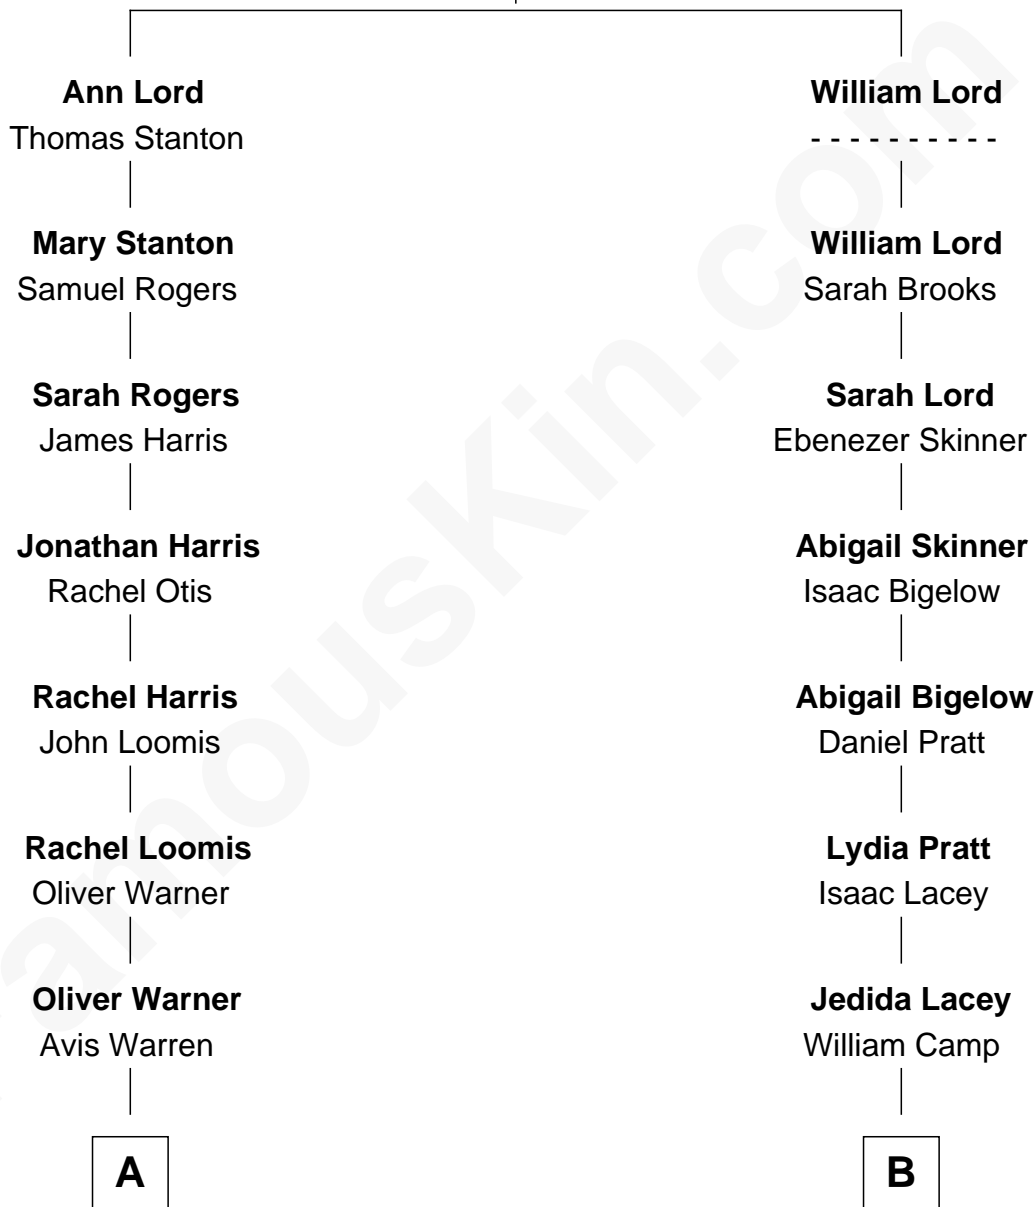 Ann Lord
Thomas Stanton
William Lord
- - - - - - - - - -
Mary Stanton
Samuel Rogers
William Lord
Sarah Brooks
Sarah Rogers
James Harris
Sarah Lord
Ebenezer Skinner
Jonathan Harris
Rachel Otis
Abigail Skinner
Isaac Bigelow
Rachel Harris
John Loomis
Abigail Bigelow
Daniel Pratt
Rachel Loomis
Oliver Warner
Lydia Pratt
Isaac Lacey
Oliver Warner
Avis Warren
Jedida Lacey
William Camp
A
B
amousKin.com